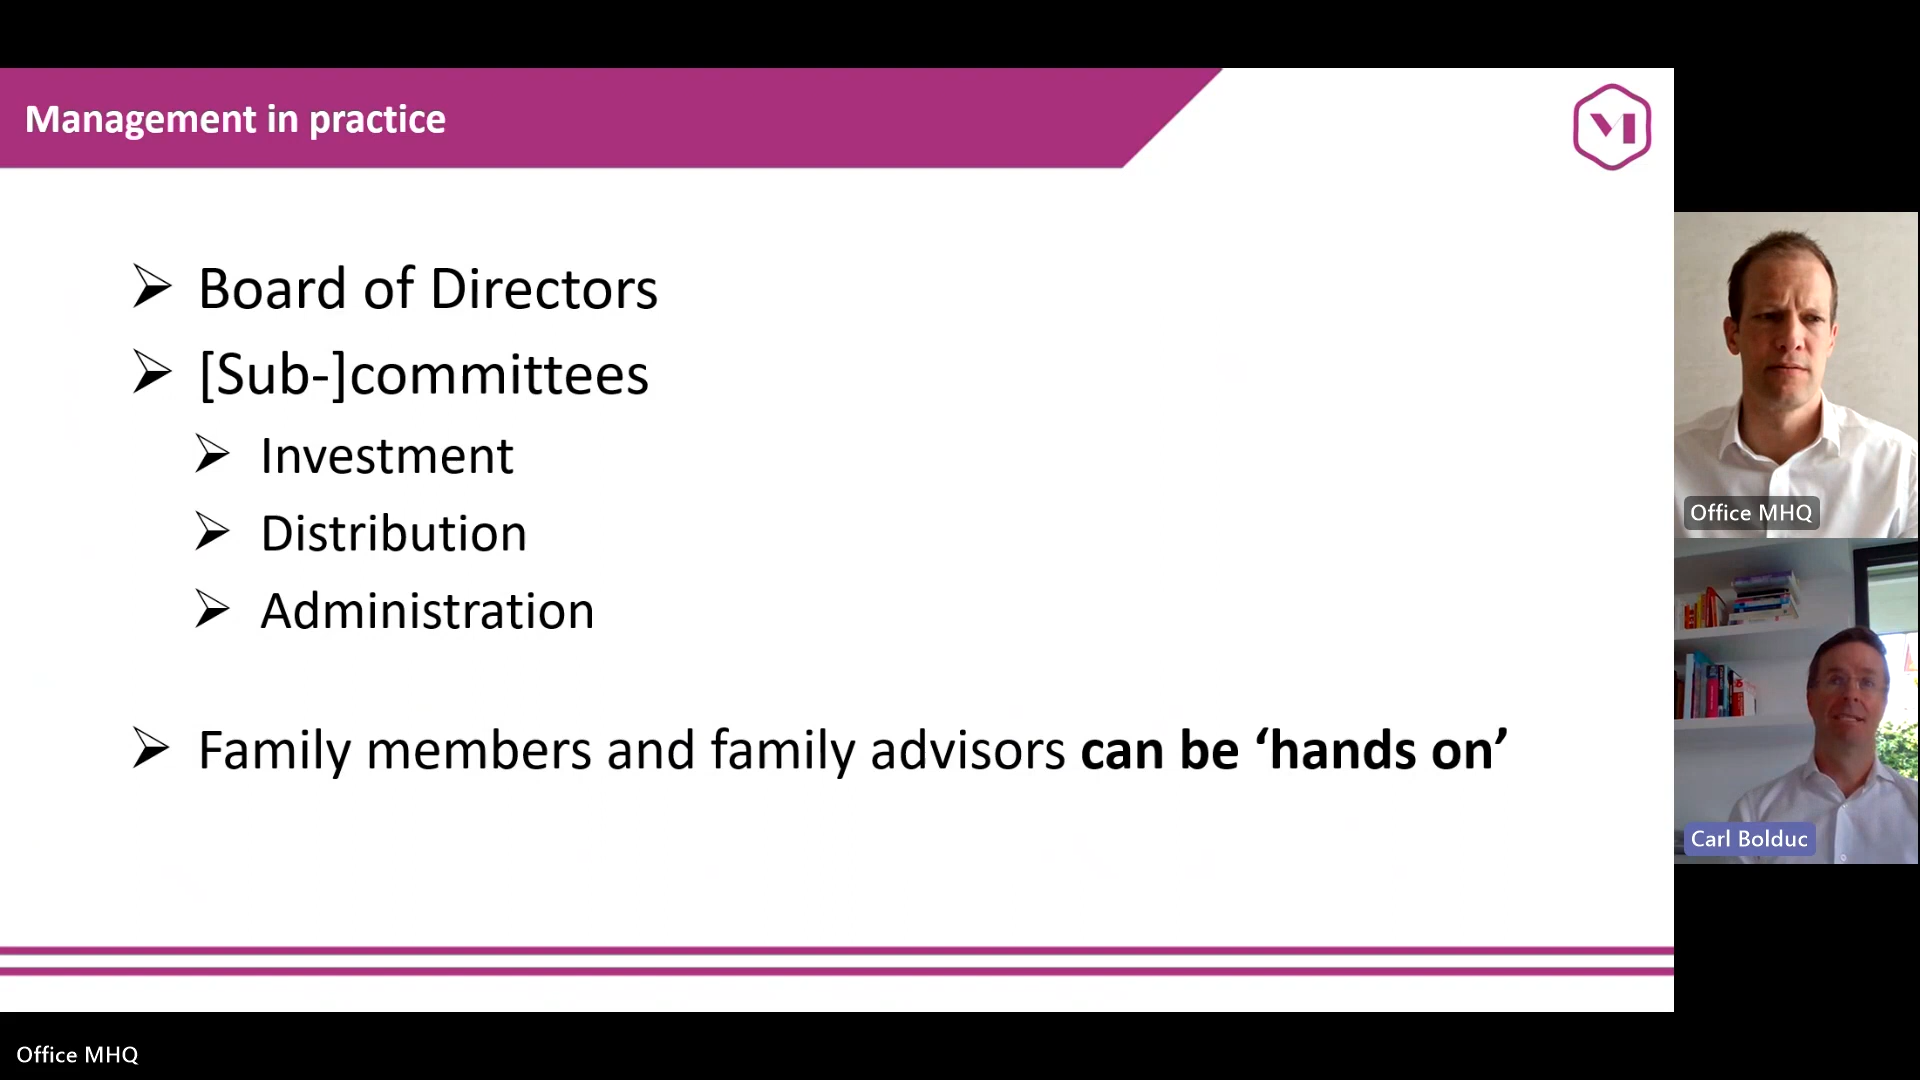 Management in practice
Board of Directors
[Sub-]committees
Investment
Distribution
Administration
Family members and family advisors can be ‘hands on’
Office MHQ
Carl Bolduc
Office MHQ